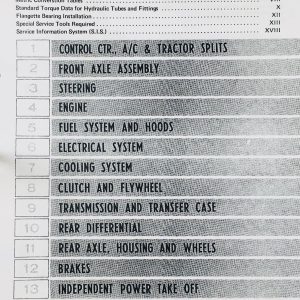 Metric Conversion Tables
Standard Torque Data for Hydraulic Tubes and Fittings X
Flangette Bearing Installation XII
Special Service Tools Required XIII
Service Information System (S.I.S.) XVIII
1 CONTROL CTR., A/C & TRACTOR SPLITS
2 FRONT AXLE ASSEMBLY
3 STEERING
4 ENGINE
5 FUEL SYSTEM AND HOODS
6 ELECTRICAL SYSTEM
7 COOLING SYSTEM
8 CLUTCH AND FLYWHEEL
9 TRANSMISSION AND TRANSFER CASE
10 REAR DIFFERENTIAL
11 REAR AXLE, HOUSING AND WHEELS
12 BRAKES
13 INDEPENDENT POWER TAKE OFF